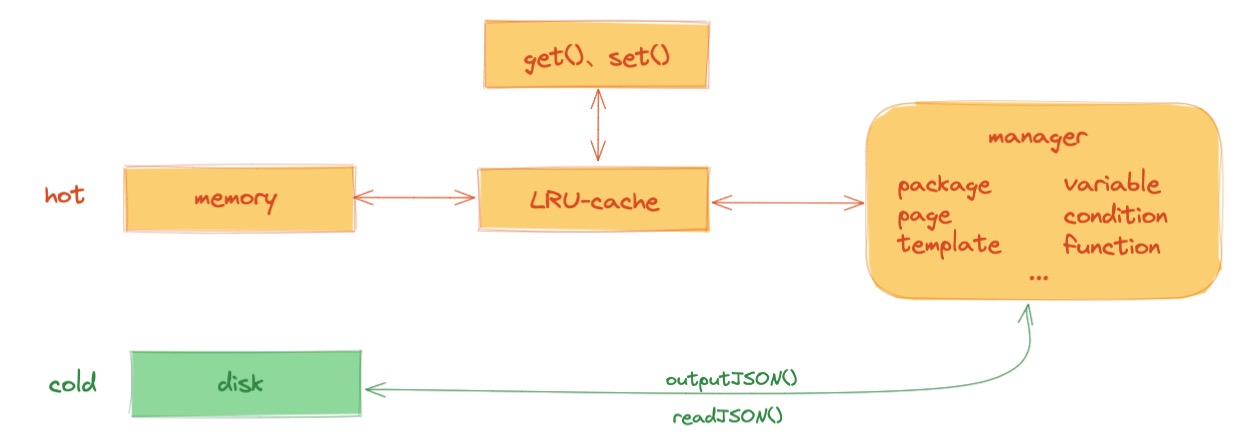 get()、set()
hot
memory
LRU-cache
manager
package
variable
page
condition
template
function
...
cold
disk
outputJSON()
readJSON()